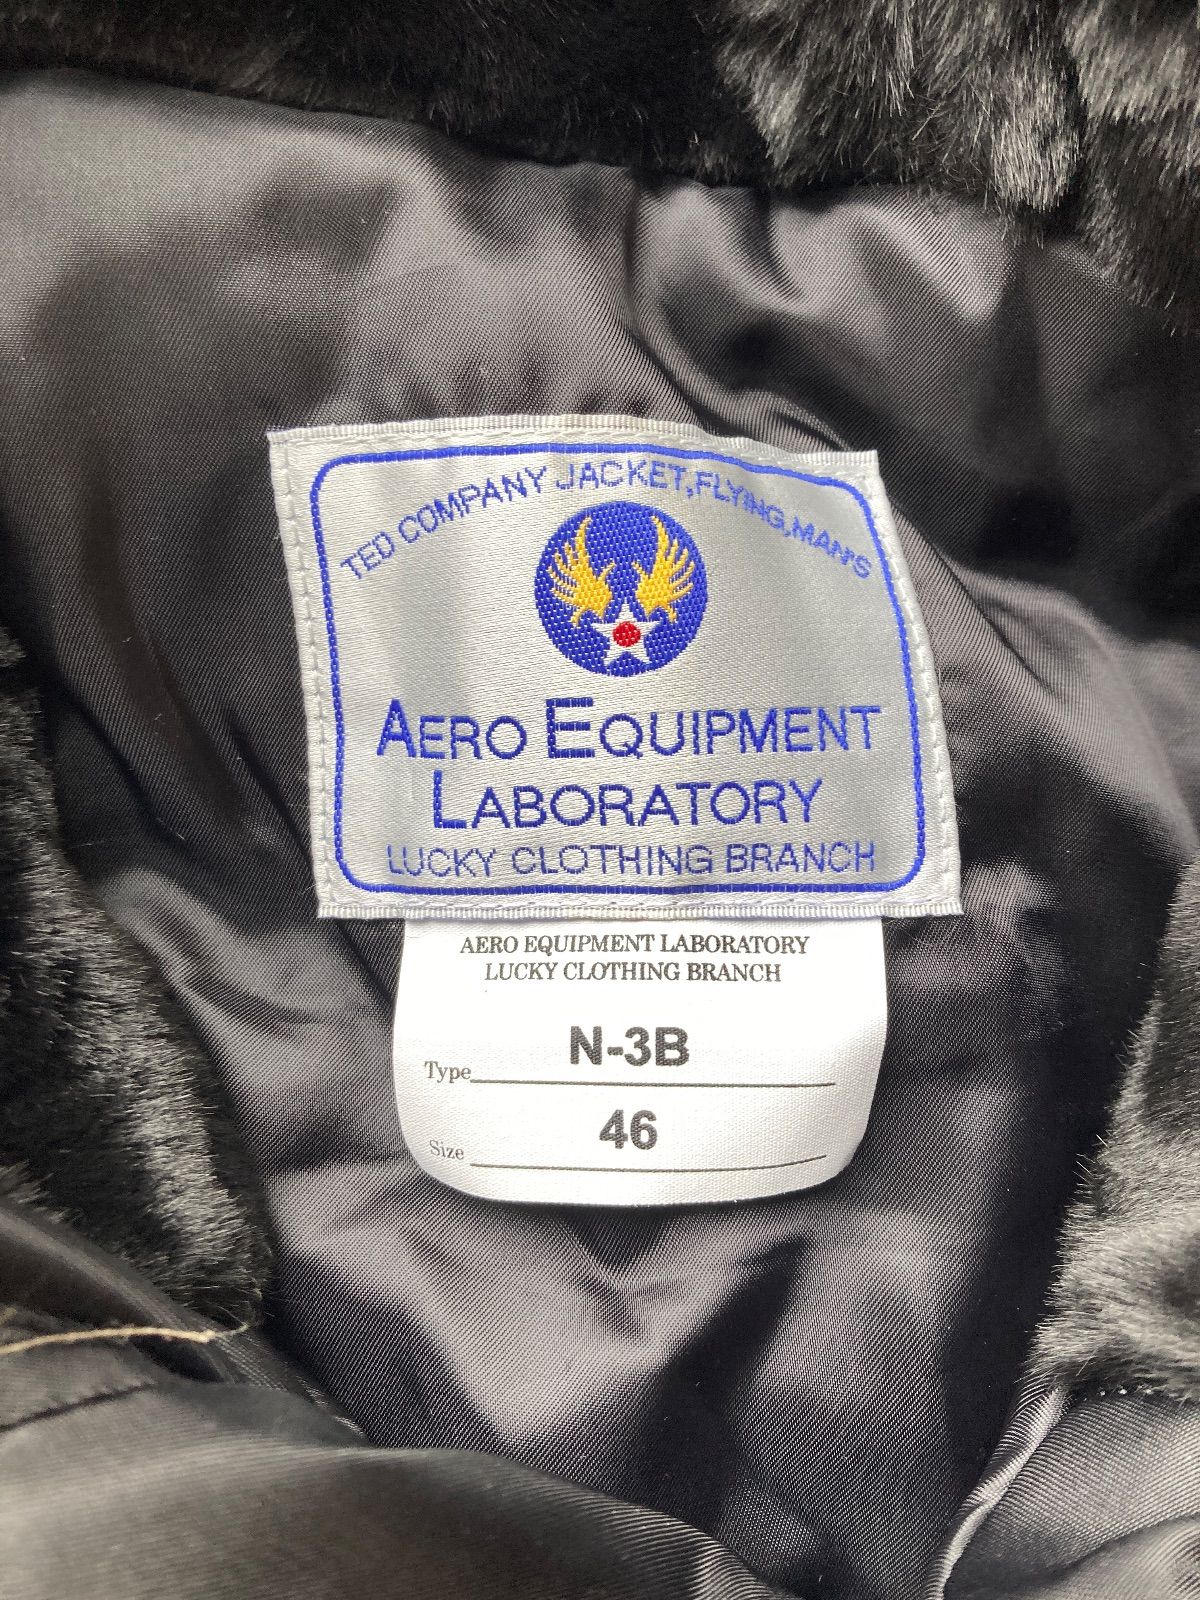 TED COMPANY JACKET,FLYING,MAN'S
AERO EQUIPMENT
LABORATORY
LUCKY CLOTHING BRANCH
AERO EQUIPMENT LABORATORY
LUCKY CLOTHING BRANCH
Type N-3B
Size 46